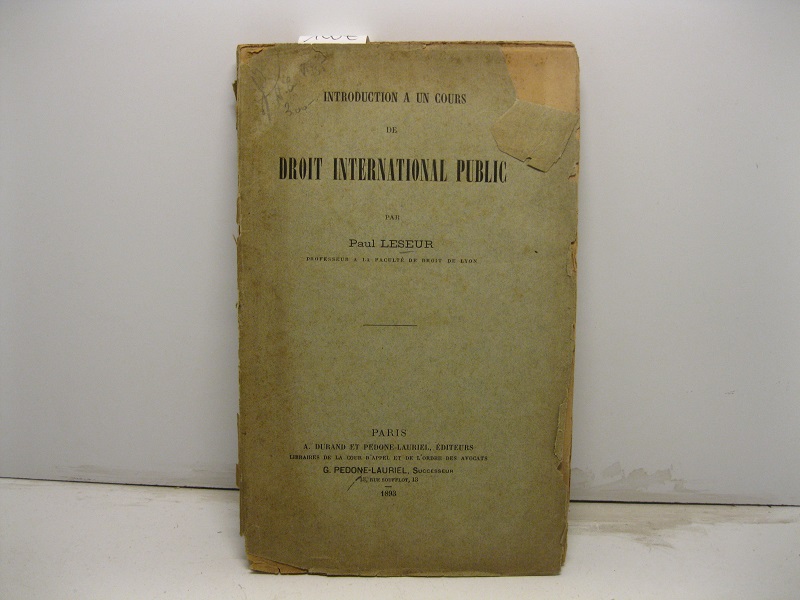 INTRODUCTION A UN COURS
DE
DROIT INTERNATIONAL PUBLIC
PAR
Paul LESEUR
PROFESSEUR A LA FACULTÉ DE DROIT DE LYON
PARIS
A. DURAND ET PEDONE-LAURIEL, ÉDITEURS
LIBRAIRES DE LA COUR D'APPEL ET DE L'ORDRE DES AVOCATS
G. PEDONE-LAURIEL, SUCCESSEUR
13, RUE SOUFFLOT, 13
1893